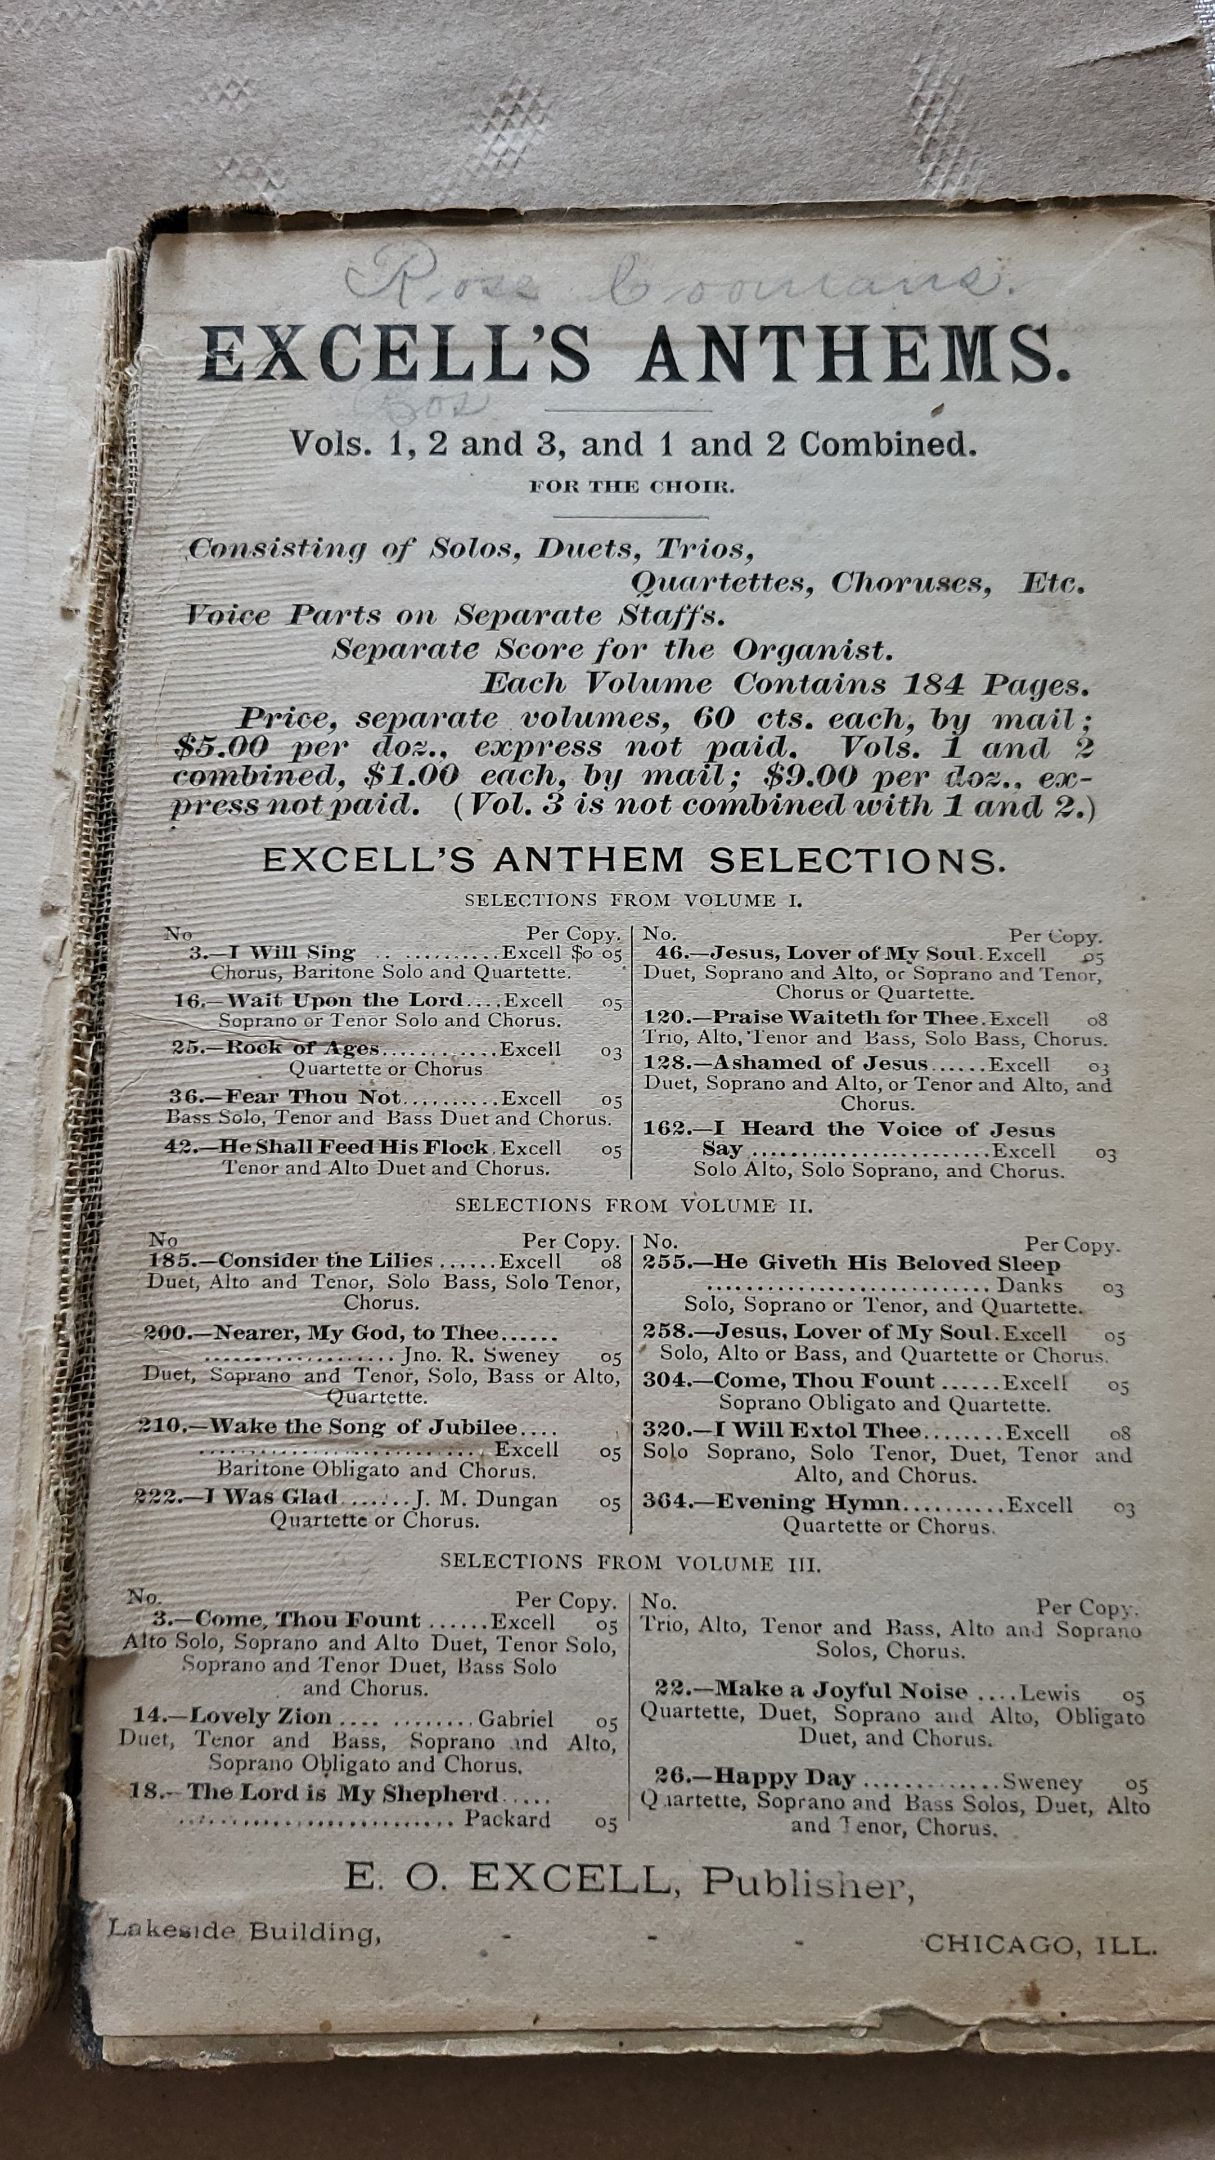 Rose
EXCELL'S ANTHEMS.
Vols. 1, 2 and 3, and 1 and 2 Combined.
FOR THE CHOIR.
Consisting of Solos, Duets, Trios,
Quartettes, Choruses, Etc.
Voice Parts on Separate Staffs.
Separate Score for the Organist.
Each Volume Contains 184 Pages.
Price, separate volumes, 60 cts. each, by mail;
$5.00 per doz., express not paid. Vols. 1 and 2
combined, $1.00 each, by mail; $9.00 per doz., ex-
press not paid. (Vol. 3 is not combined with 1 and 2.)
EXCELL'S ANTHEM SELECTIONS.
SELECTIONS FROM VOLUME I.
No Per Copy.
3.—I Will Sing .. ..........Excell $0 05
Chorus, Baritone Solo and Quartette.
16.—Wait Upon the Lord....Excell 05
Soprano or Tenor Solo and Chorus.
25.—Rock of Ages............Excell 03
Quartette or Chorus
36.—Fear Thou Not..........Excell 05
Bass Solo, Tenor and Bass Duet and Chorus.
42.—He Shall Feed His Flock.Excell 05
Tenor and Alto Duet and Chorus.
No. Per Copy.
46.—Jesus, Lover of My Soul.Excell 05
Duet, Soprano and Alto, or Soprano and Tenor,
Chorus or Quartette.
120.—Praise Waiteth for Thee.Excell 08
Trio, Alto, Tenor and Bass, Solo Bass, Chorus.
128.—Ashamed of Jesus......Excell 03
Duet, Soprano and Alto, or Tenor and Alto, and
Chorus.
162.—I Heard the Voice of Jesus
Say........................Excell 03
Solo Alto, Solo Soprano, and Chorus.
SELECTIONS FROM VOLUME II.
No Per Copy.
185.—Consider the Lilies......Excell 08
Duet, Alto and Tenor, Solo Bass, Solo Tenor,
Chorus.
200.—Nearer, My God, to Thee......
...................Jno. R. Sweney 05
Duet, Soprano and Tenor, Solo, Bass or Alto,
Quartette.
210.—Wake the Song of Jubilee....
............................Excell 05
Baritone Obligato and Chorus.
222.—I Was Glad.......J. M. Dungan 05
Quartette or Chorus.
No. Per Copy.
255.—He Giveth His Beloved Sleep
............................Danks 03
Solo, Soprano or Tenor, and Quartette.
258.—Jesus, Lover of My Soul.Excell 05
Solo, Alto or Bass, and Quartette or Chorus.
304.—Come, Thou Fount......Excell 05
Soprano Obligato and Quartette.
320.—I Will Extol Thee........Excell 08
Solo Soprano, Solo Tenor, Duet, Tenor and
Alto, and Chorus.
364.—Evening Hymn..........Excell 03
Quartette or Chorus.
SELECTIONS FROM VOLUME III.
No. Per Copy.
3.—Come, Thou Fount......Excell 05
Alto Solo, Soprano and Alto Duet, Tenor Solo,
Soprano and Tenor Duet, Bass Solo
and Chorus.
14.—Lovely Zion.... ........Gabriel 05
Duet, Tenor and Bass, Soprano and Alto,
Soprano Obligato and Chorus.
18.-The Lord is My Shepherd.....
............................Packard 05
No. Per Copy.
Trio, Alto, Tenor and Bass, Alto and Soprano
Solos, Chorus.
22.—Make a Joyful Noise ....Lewis 05
Quartette, Duet, Soprano and Alto, Obligato
Duet, and Chorus.
26.—Happy Day..............Sweney 05
Quartette, Soprano and Bass Solos, Duet, Alto
and Tenor, Chorus.
E. O. EXCELL, Publisher,
Lakeside Building, - - - CHICAGO, ILL.